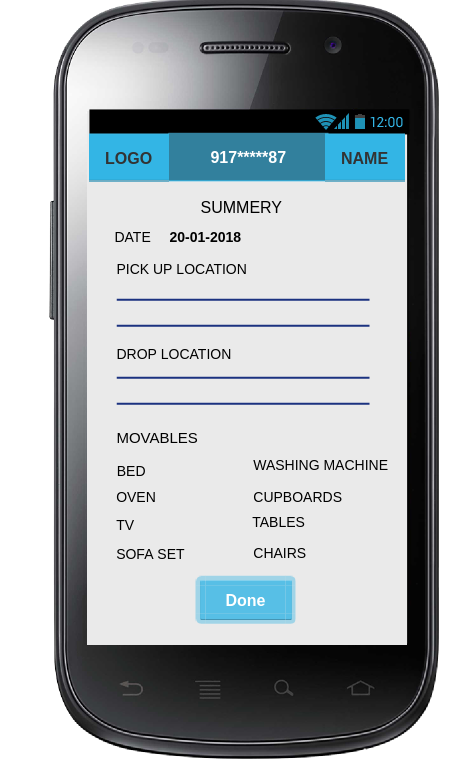 12:00
LOGO 917*****87 NAME
SUMMERY
DATE 20-01-2018
PICK UP LOCATION
DROP LOCATION
MOVABLES
BED WASHING MACHINE
OVEN CUPBOARDS
TV TABLES
SOFA SET CHAIRS
Done